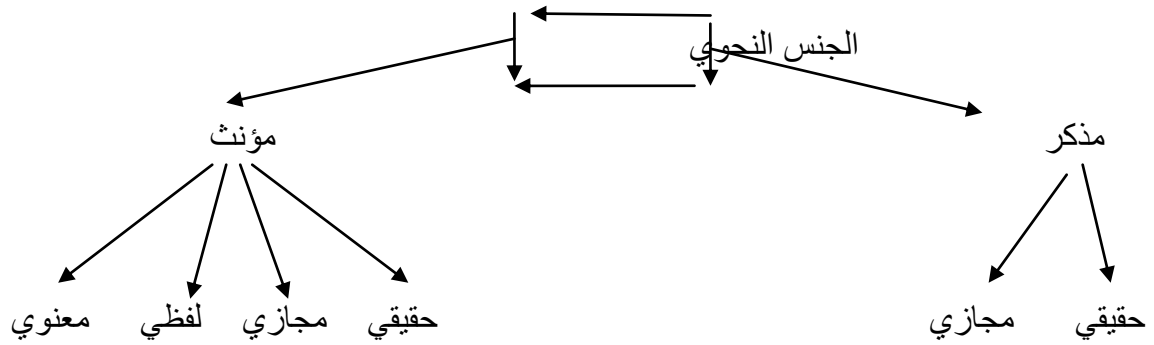 الجنس النحوي
مذكر مؤنث
حقيقي مجازي حقيقي مجازي لفظي معنوي